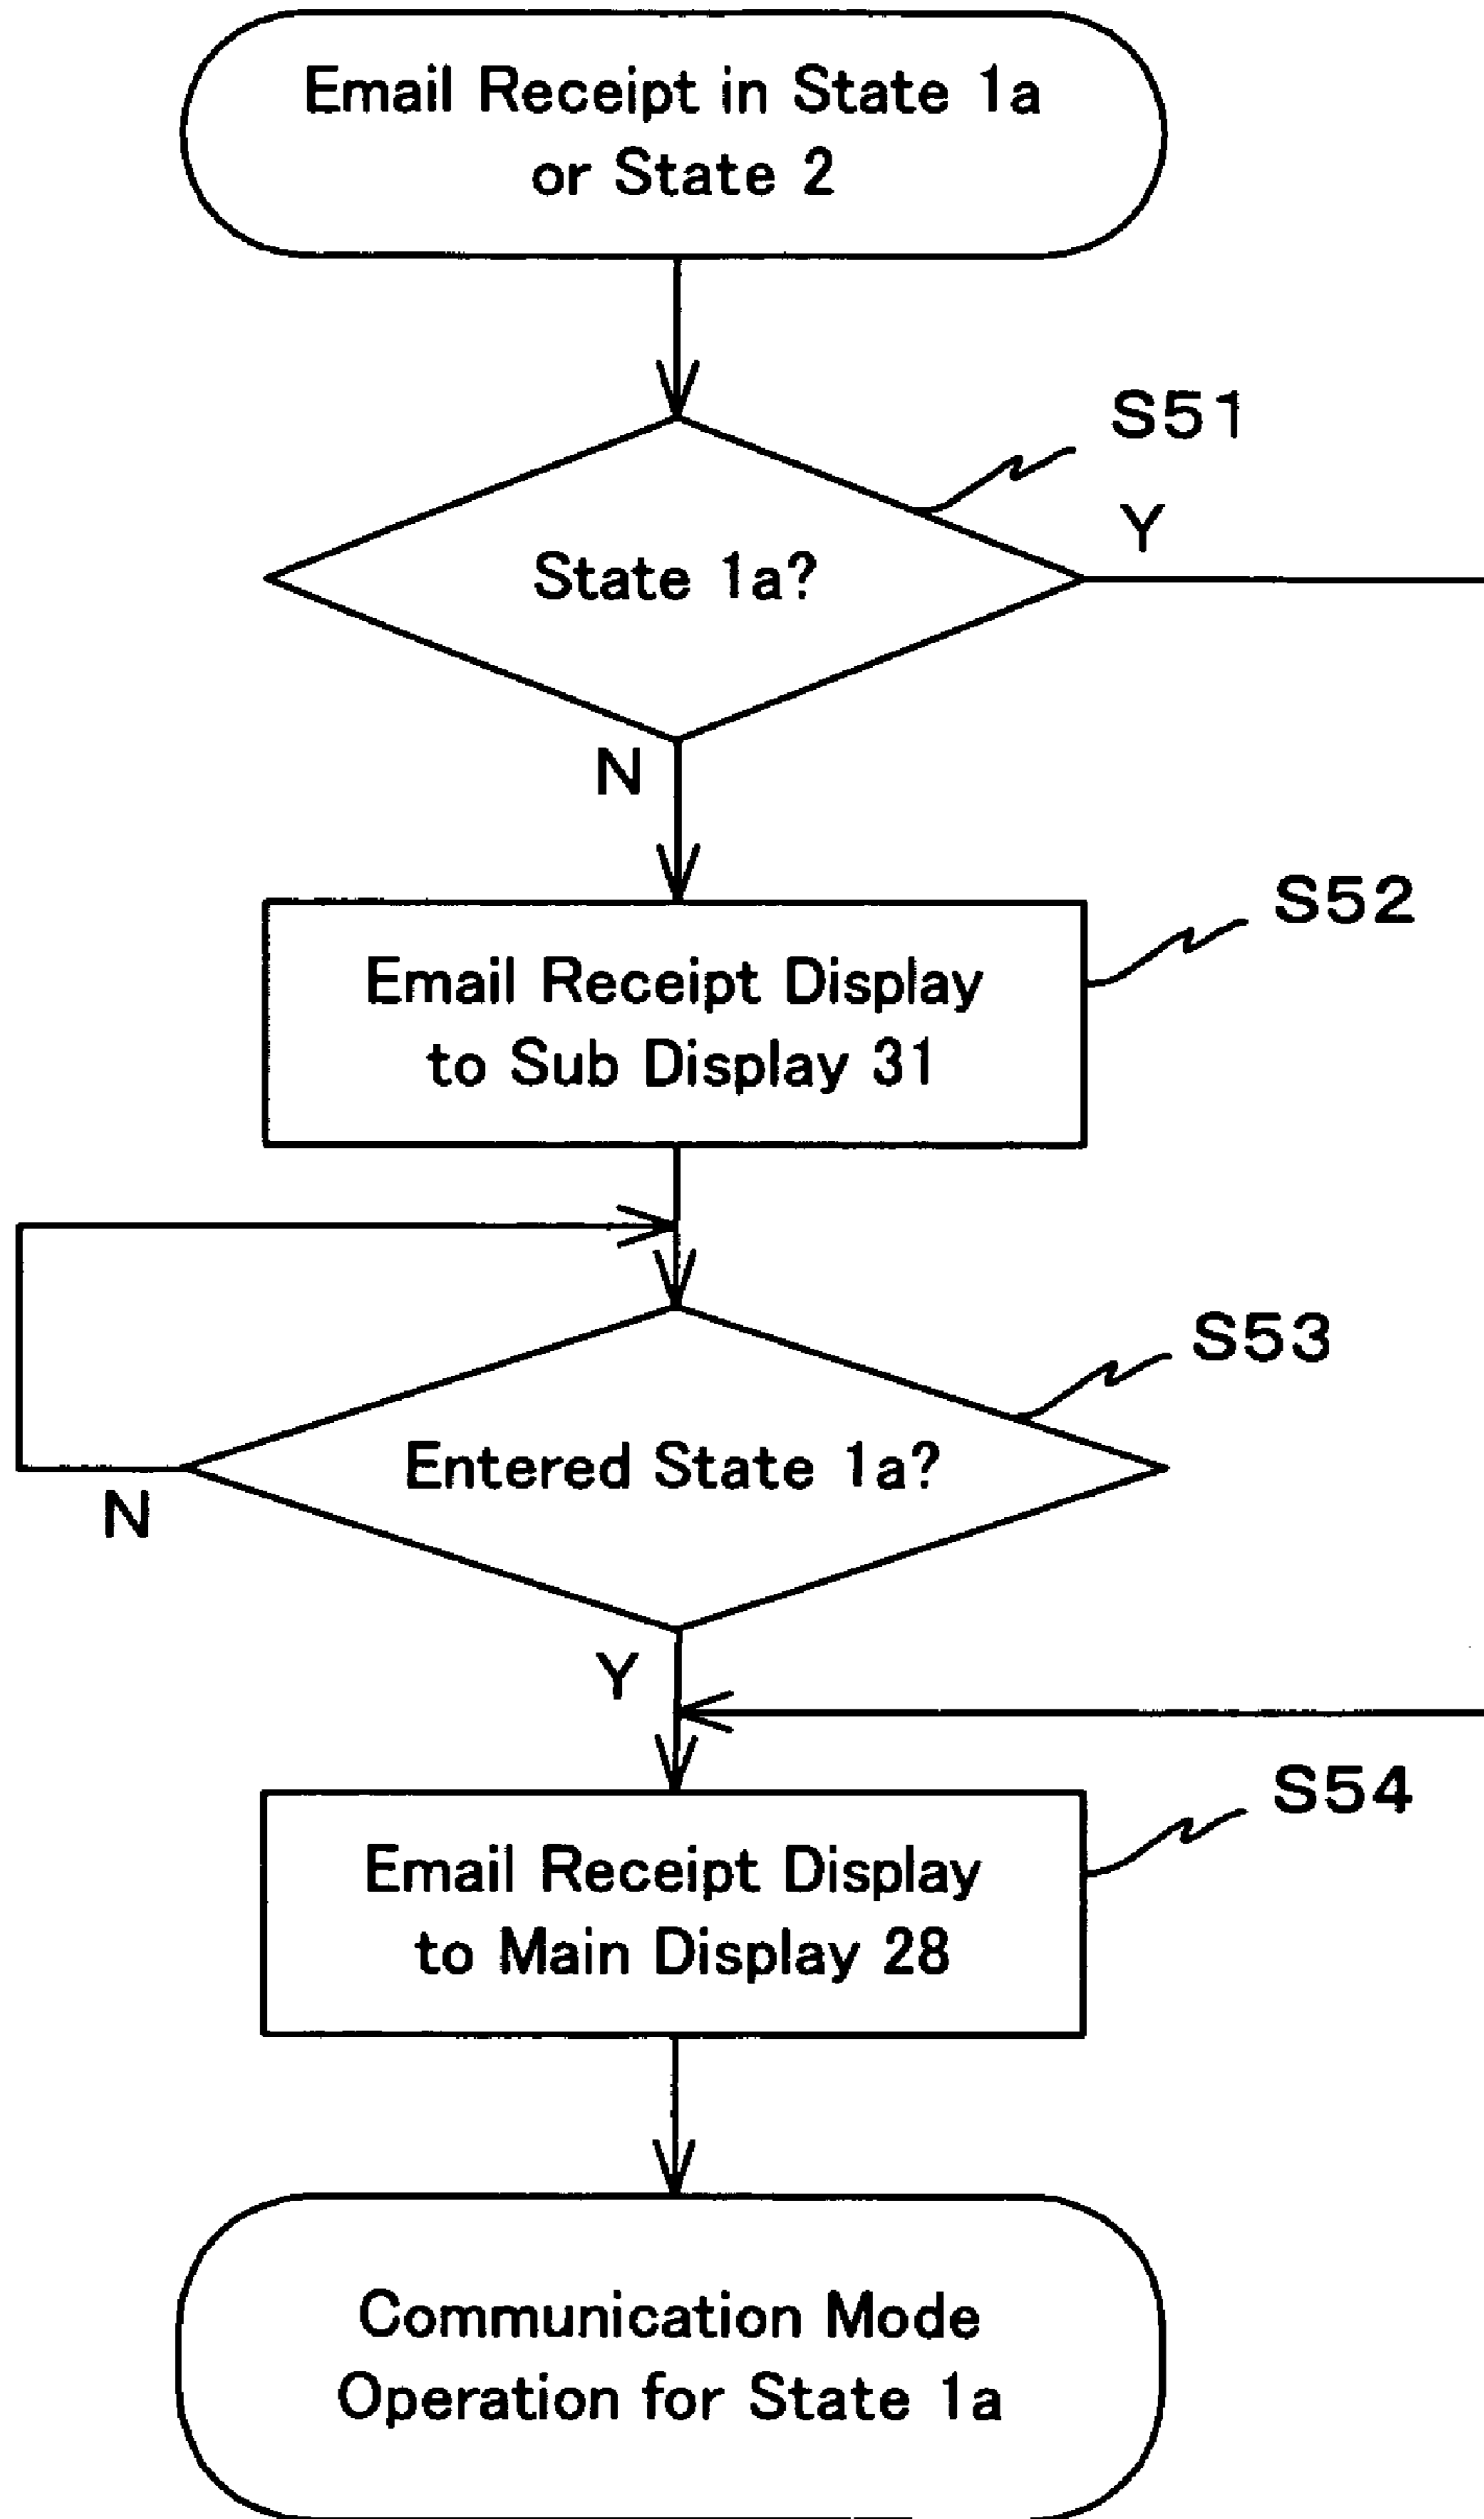 Email Receipt in State 1a
or State 2
S51
Y
State 1a?
N
S52
Email Receipt Display
to Sub Display 31
S53
Entered State 1a?
N
Y
S54
Email Receipt Display
to Main Display 28
Communication Mode
Operation for State 1a